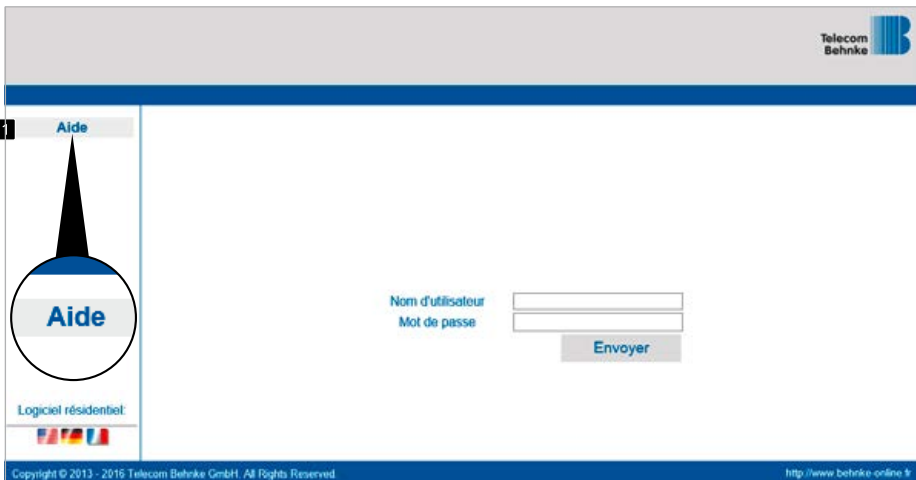 Telecom
Behnke
1
Aide
Aide
Nom d'utilisateur
Mot de passe
Envoyer
Logiciel résidentiel:
Copyright © 2013 - 2016 Telecom Behnke GmbH. All Rights Reserved.
http://www.behnke-online.fr